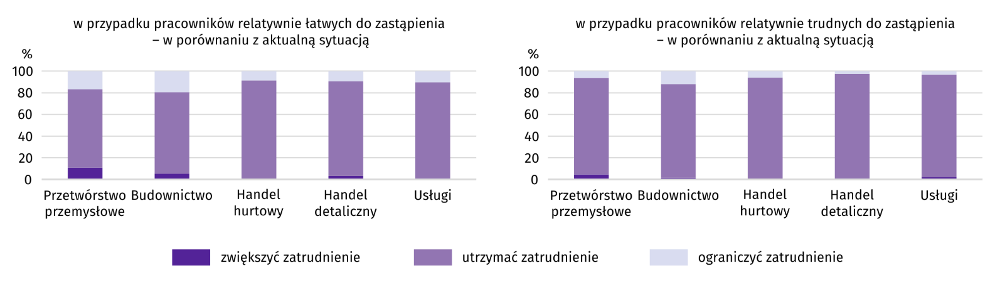 w przypadku pracowników relatywnie łatwych do zastąpienia
– w porównaniu z aktualną sytuacją
%
100
80
60
40
20
0
Przetwórstwo przemysłowe
Budownictwo
Handel hurtowy
Handel detaliczny
Usługi
w przypadku pracowników relatywnie trudnych do zastąpienia
– w porównaniu z aktualną sytuacją
%
100
80
60
40
20
0
Przetwórstwo przemysłowe
Budownictwo
Handel hurtowy
Handel detaliczny
Usługi
zwiększyć zatrudnienie
utrzymać zatrudnienie
ograniczyć zatrudnienie